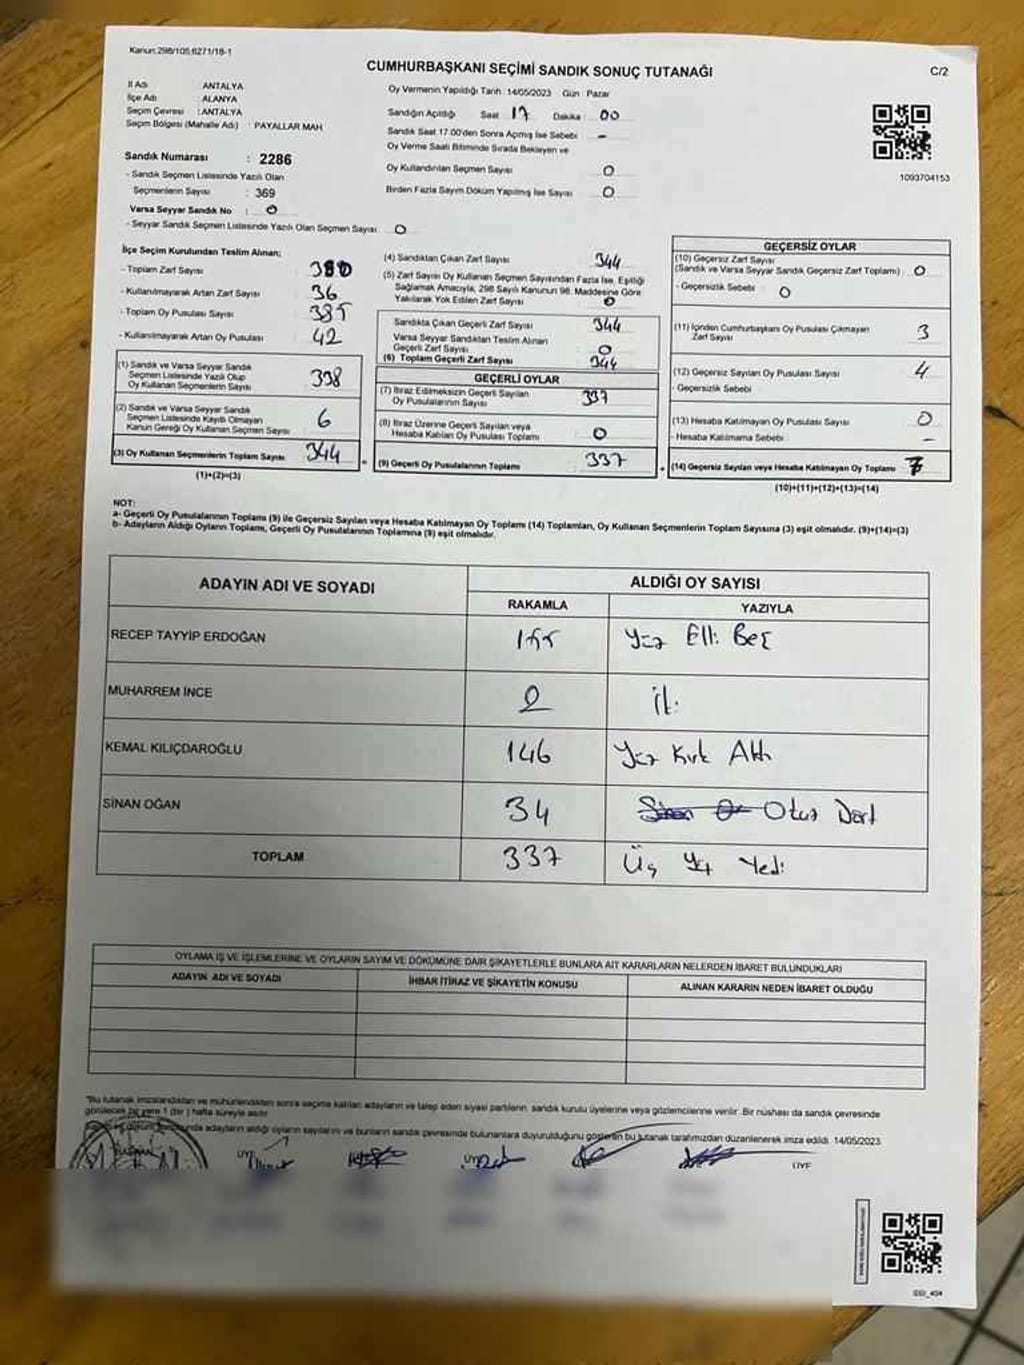 Kanun:298/105,6271/18-1
CUMHURBAŞKANI SEÇİMİ SANDIK SONUÇ TUTANAĞI
C/2
İl Adı : ANTALYA
İlçe Adı : ALANYA
Seçim Çevresi : ANTALYA
Seçim Bölgesi (Mahalle Adı) : PAYALLAR MAH
Sandık Numarası : 2286
- Sandık Seçmen Listesinde Yazılı Olan
Seçmenlerin Sayısı : 369
Varsa Seyyar Sandık No : 0
- Seyyar Sandık Seçmen Listesinde Yazılı Olan Seçmen Sayısı : 0
Oy Vermenin Yapıldığı Tarih: 14/05/2023 Gün : Pazar
Sandığın Açıldığı Saat 17 Dakika : 00
Sandık Saat 17.00'den Sonra Açılmış İse Sebebi : -
Oy Verme Saati Bitiminde Sırada Bekleyen ve
Oy Kullandırılan Seçmen Sayısı : 0
Birden Fazla Sayım Döküm Yapılmış İse Sayısı : 0
1093704153
İlçe Seçim Kurulundan Teslim Alınan;
- Toplam Zarf Sayısı : 380
- Kullanılmayarak Artan Zarf Sayısı : 36
- Toplam Oy Pusulası Sayısı : 385
- Kullanılmayarak Artan Oy Pusulası : 42
(1) Sandık ve Varsa Seyyar Sandık
Seçmen Listesinde Yazılı Olup
Oy Kullanan Seçmenlerin Sayısı 338
(2) Sandık ve Varsa Seyyar Sandık
Seçmen Listesinde Kayıtlı Olmayan
Kanun Gereği Oy Kullanan Seçmen Sayısı 6
(3) Oy Kullanan Seçmenlerin Toplam Sayısı 344
(1)+(2)=(3)
(4) Sandıktan Çıkan Zarf Sayısı : 344
(5) Zarf Sayısı Oy Kullanan Seçmen Sayısından Fazla İse, Eşitliği
Sağlamak Amacıyla, 298 Sayılı Kanunun 98. Maddesine Göre
Yakılarak Yok Edilen Zarf Sayısı : 0
Sandıkta Çıkan Geçerli Zarf Sayısı 344
Varsa Seyyar Sandıktan Teslim Alınan
Geçerli Zarf Sayısı 0
(6) Toplam Geçerli Zarf Sayısı 344
GEÇERLİ OYLAR
(7) İtiraz Edilmeksizin Geçerli Sayılan
Oy Pusulalarının Sayısı : 337
(8) İtiraz Üzerine Geçerli Sayılan veya
Hesaba Katılan Oy Pusulası Toplamı : 0
(9) Geçerli Oy Pusulalarının Toplamı : 337
GEÇERSİZ OYLAR
(10) Geçersiz Zarf Sayısı
(Sandık ve Varsa Seyyar Sandık Geçersiz Zarf Toplamı) : 0
- Geçersizlik Sebebi : 0
(11) İçinden Cumhurbaşkanı Oy Pusulası Çıkmayan
Zarf Sayısı 3
(12) Geçersiz Sayılan Oy Pusulası Sayısı : 4
- Geçersizlik Sebebi :
(13) Hesaba Katılmayan Oy Pusulası Sayısı : 0
- Hesaba Katılmama Sebebi : -
(14) Geçersiz Sayılan veya Hesaba Katılmayan Oy Toplamı : 7
(10)+(11)+(12)+(13)=(14)
NOT:
a- Geçerli Oy Pusulalarının Toplamı (9) ile Geçersiz Sayılan veya Hesaba Katılmayan Oy Toplamı (14) Toplamları, Oy Kullanan Seçmenlerin Toplam Sayısına (3) eşit olmalıdır. (9)+(14)=(3)
b- Adayların Aldığı Oyların Toplamı, Geçerli Oy Pusulalarının Toplamına (9) eşit olmalıdır.
ADAYIN ADI VE SOYADI ALDIĞI OY SAYISI
RAKAMLA YAZIYLA
RECEP TAYYİP ERDOĞAN 155 Yüz Elli Beş
MUHARREM İNCE 2 İki
KEMAL KILIÇDAROĞLU 146 Yüz Kırk Altı
SİNAN OĞAN 34 Otuz Dört
TOPLAM 337 Üç Yüz Yedi
OYLAMA İŞ VE İŞLEMLERİNE VE OYLARIN SAYIM VE DÖKÜMÜNE DAİR ŞİKAYETLERLE BUNLARA AİT KARARLARIN NELERDEN İBARET BULUNDUKLARI
ADAYIN ADI VE SOYADI İHBAR İTİRAZ VE ŞİKAYETİN KONUSU ALINAN KARARIN NEDEN İBARET OLDUĞU
"Bu tutanak imzalandıktan ve mühürlendikten sonra seçime katılan adayların ve talep eden siyasi partilerin sandık kurulu üyelerine veya gözlemcilerine verilir. Bir nüshası da sandık çevresinde
görülecek bir yere 1 (bir) hafta süreyle asılır.
adayların aldığı oyların sayılarını ve bunların sandık çevresinde bulunanlara duyurulduğunu gösteren bu tutanak tarafımızdan düzenlenerek imza edildi. 14/05/2023
ÜYE